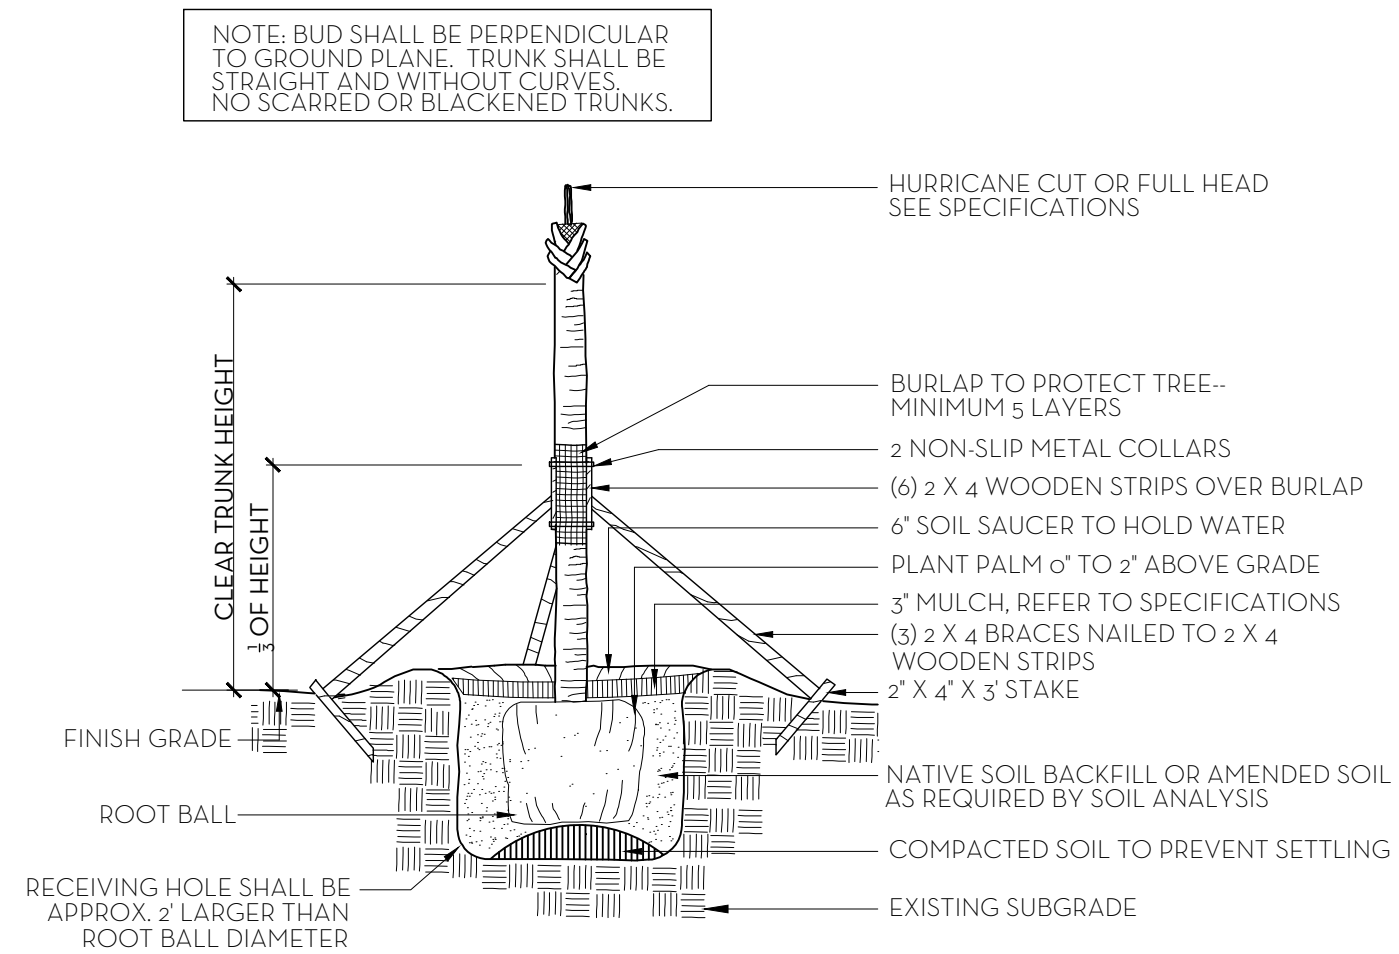 NOTE: BUD SHALL BE PERPENDICULAR
TO GROUND PLANE. TRUNK SHALL BE
STRAIGHT AND WITHOUT CURVES.
NO SCARRED OR BLACKENED TRUNKS.
HURRICANE CUT OR FULL HEAD
SEE SPECIFICATIONS
CLEAR TRUNK HEIGHT
1/3 OF HEIGHT
BURLAP TO PROTECT TREE--
MINIMUM 5 LAYERS
2 NON-SLIP METAL COLLARS
(6) 2 X 4 WOODEN STRIPS OVER BURLAP
6" SOIL SAUCER TO HOLD WATER
PLANT PALM 0" TO 2" ABOVE GRADE
3" MULCH, REFER TO SPECIFICATIONS
(3) 2 X 4 BRACES NAILED TO 2 X 4
WOODEN STRIPS
2" X 4" X 3' STAKE
FINISH GRADE
NATIVE SOIL BACKFILL OR AMENDED SOIL
AS REQUIRED BY SOIL ANALYSIS
ROOT BALL
COMPACTED SOIL TO PREVENT SETTLING
RECEIVING HOLE SHALL BE
APPROX. 2' LARGER THAN
ROOT BALL DIAMETER
EXISTING SUBGRADE